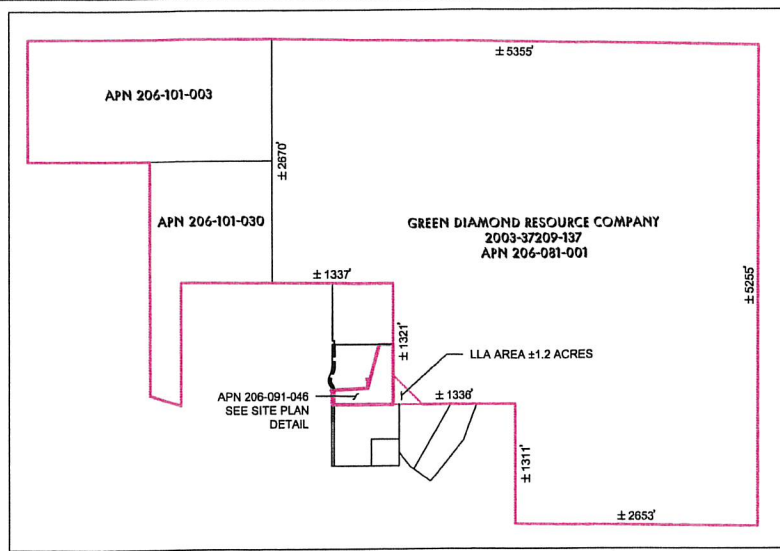 ± 5355'
APN 206-101-003
± 2670'
APN 206-101-030
GREEN DIAMOND RESOURCE COMPANY
2003-37209-137
APN 206-081-001
± 5255'
± 1337'
± 1321'
LLA AREA ±1.2 ACRES
APN 206-091-046
SEE SITE PLAN
DETAIL
± 1336'
± 1311'
± 2653'